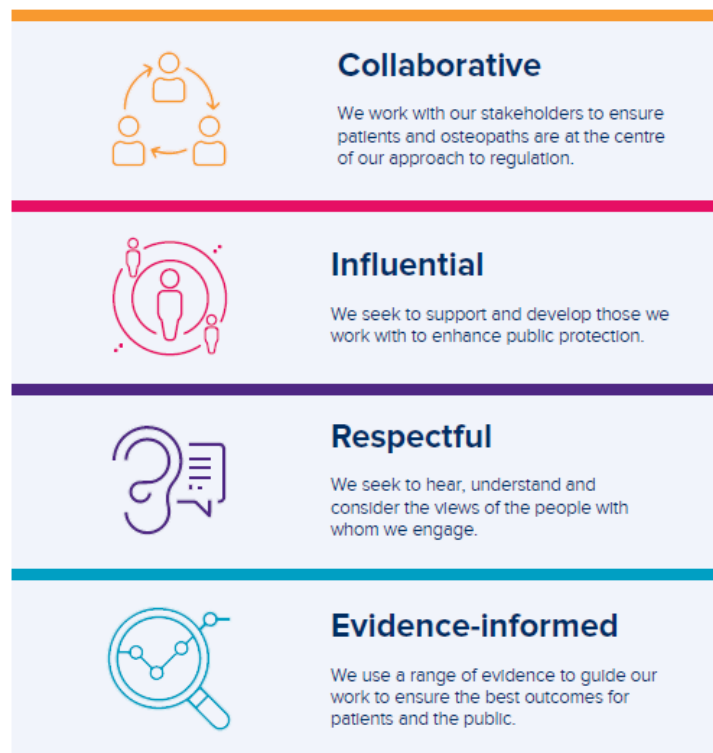 Collaborative
We work with our stakeholders to ensure
patients and osteopaths are at the centre
of our approach to regulation.
Influential
We seek to support and develop those we
work with to enhance public protection.
Respectful
We seek to hear, understand and
consider the views of the people with
whom we engage.
Evidence-informed
We use a range of evidence to guide our
work to ensure the best outcomes for
patients and the public.